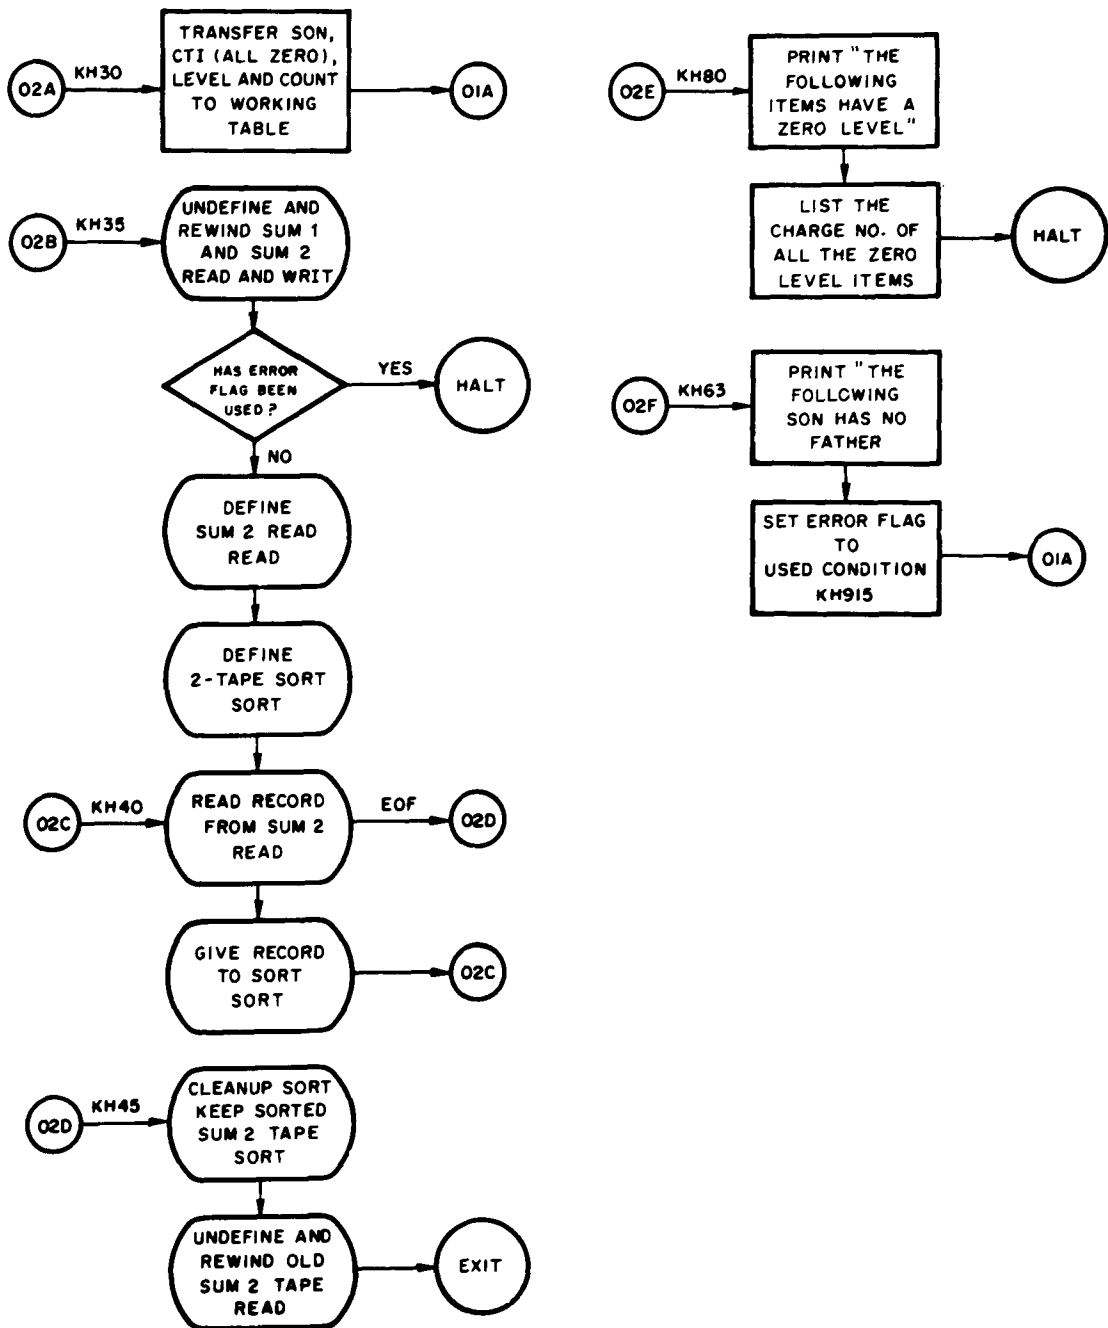 02A
KH30
TRANSFER SON,
CTI (ALL ZERO),
LEVEL AND COUNT
TO WORKING
TABLE
01A
02B
KH35
UNDEFINE AND
REWIND SUM 1
AND SUM 2
READ AND WRIT
HAS ERROR
FLAG BEEN
USED?
YES
HALT
NO
DEFINE
SUM 2 READ
READ
DEFINE
2-TAPE SORT
SORT
02C
KH40
READ RECORD
FROM SUM 2
READ
EOF
02D
GIVE RECORD
TO SORT
SORT
02C
02D
KH45
CLEANUP SORT
KEEP SORTED
SUM 2 TAPE
SORT
UNDEFINE AND
REWIND OLD
SUM 2 TAPE
READ
EXIT
02E
KH80
PRINT "THE
FOLLOWING
ITEMS HAVE A
ZERO LEVEL"
LIST THE
CHARGE NO. OF
ALL THE ZERO
LEVEL ITEMS
HALT
02F
KH63
PRINT "THE
FOLLOWING
SON HAS NO
FATHER
SET ERROR FLAG
TO
USED CONDITION
KH915
01A